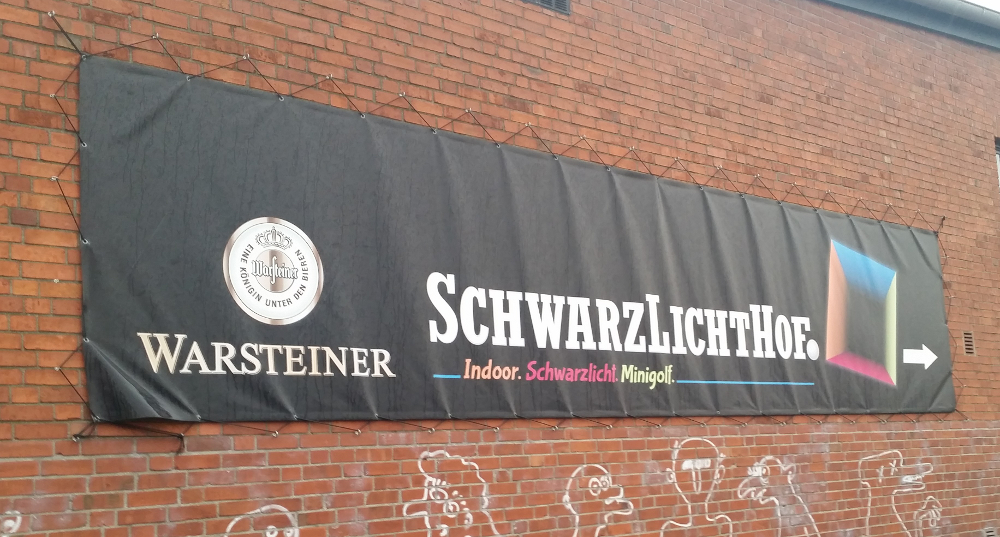 EINE KÖNIGIN UNTER DEN BIEREN
Warsteiner
WARSTEINER
SCHWARZLICHTHOF.
Indoor. Schwarzlicht. Minigolf.